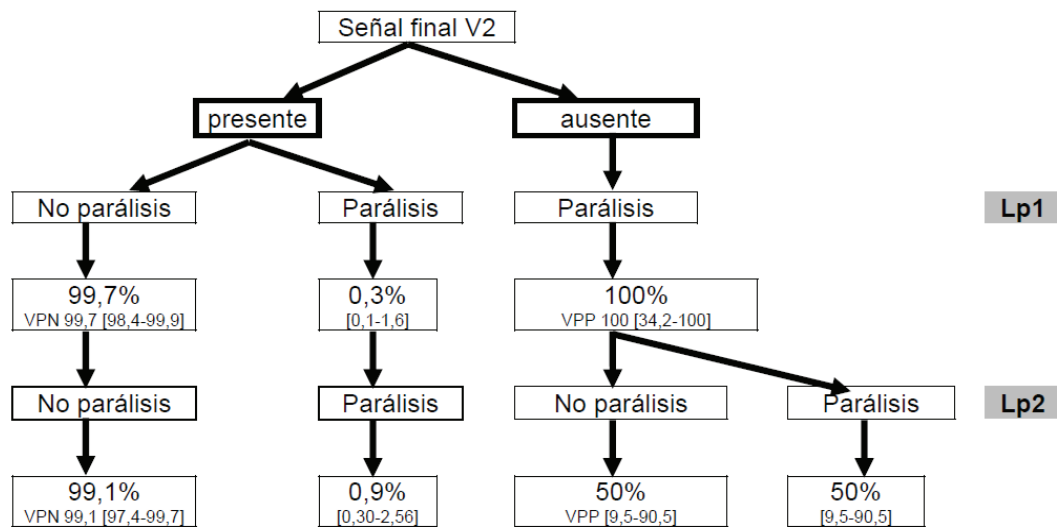 Señal final V2
presente
ausente
No parálisis
Parálisis
Parálisis
Lp1
99,7%
VPN 99,7 [98,4-99,9]
0,3%
[0,1-1,6]
100%
VPP 100 [34,2-100]
No parálisis
Parálisis
No parálisis
Parálisis
Lp2
99,1%
VPN 99,1 [97,4-99,7]
0,9%
[0,30-2,56]
50%
VPP [9,5-90,5]
50%
[9,5-90,5]